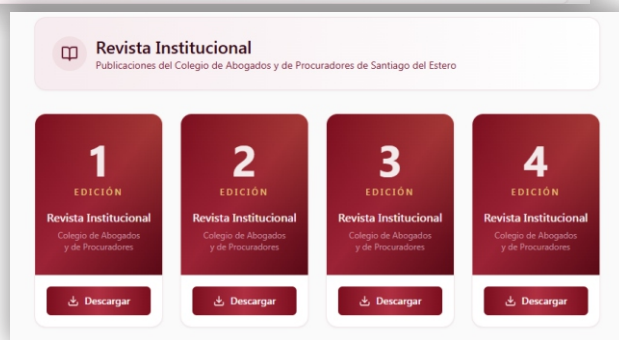 Revista Institucional
Publicaciones del Colegio de Abogados y de Procuradores de Santiago del Estero
1
EDICIÓN
Revista Institucional
Colegio de Abogados
y de Procuradores
Descargar
2
EDICIÓN
Revista Institucional
Colegio de Abogados
y de Procuradores
Descargar
3
EDICIÓN
Revista Institucional
Colegio de Abogados
y de Procuradores
Descargar
4
EDICIÓN
Revista Institucional
Colegio de Abogados
y de Procuradores
Descargar